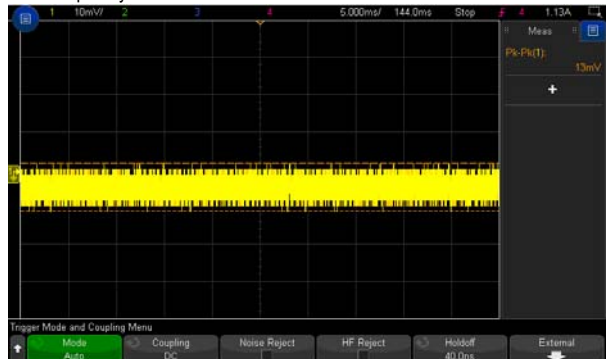 1 10mV/ 2 3 4 5.000ms/ 144.0ms Stop 4 1.13A
Meas
Pk-Pk(1):
13mV
+
Trigger Mode and Coupling Menu
Mode Coupling Noise Reject HF Reject Holdoff External
Auto DC 40.0ns